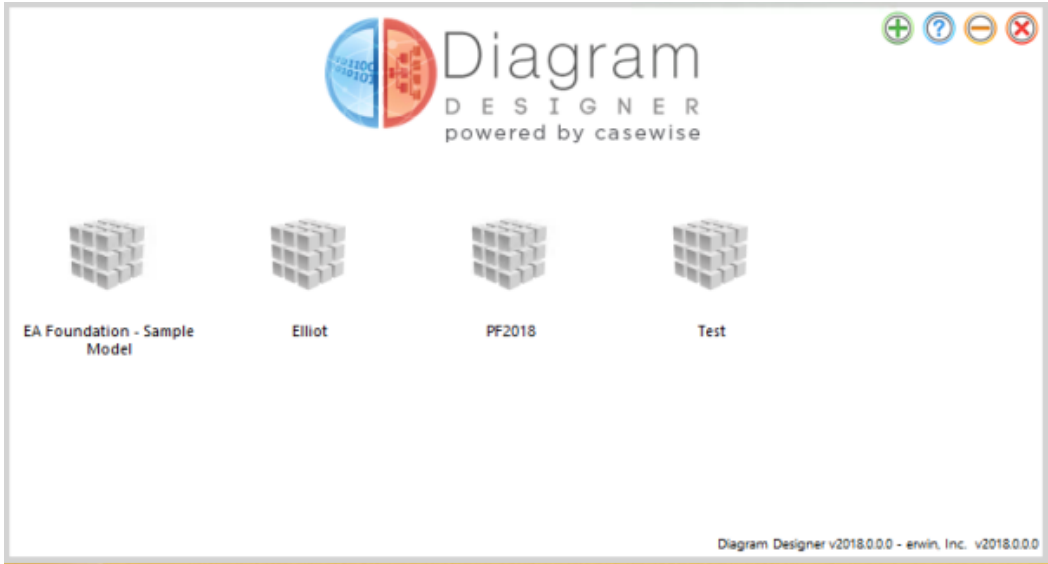 Diagram
DESIGNER
powered by casewise
EA Foundation - Sample
Model
Elliot
PF2018
Test
Diagram Designer v2018.0.0.0 - erwin, Inc. v2018.0.0.0